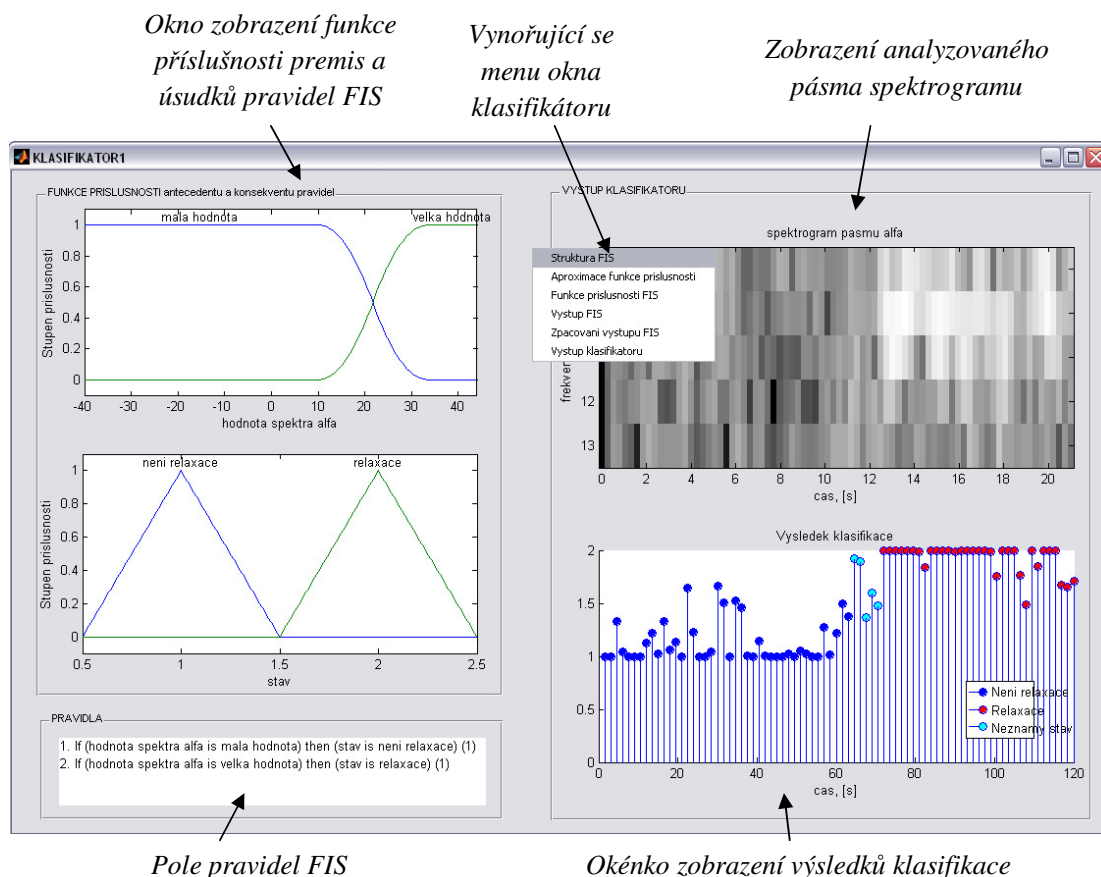 Okno zobrazení funkce
příslušnosti premis a
úsudků pravidel FIS
Vynořující se
menu okna
klasifikátoru
Zobrazení analyzovaného
pásma spektrogramu
KLASIFIKATOR1
FUNKCE PRISLUSNOSTI antecedentu a konsekventu pravidel
mala hodnota
velka hodnota
1
0.8
0.6
0.4
0.2
0
Stupen prislusnosti
-40 -30 -20 -10 0 10 20 30 40
hodnota spektra alfa
neni relaxace
relaxace
1
0.8
0.6
0.4
0.2
0
Stupen prislusnosti
0.5 1 1.5 2 2.5
stav
PRAVIDLA
1. If (hodnota spektra alfa is mala hodnota) then (stav is neni relaxace) (1)
2. If (hodnota spektra alfa is velka hodnota) then (stav is relaxace) (1)
VYSTUP KLASIFIKATORU
spektrogram pasmu alfa
Struktura FIS
Aproximace funkce prislusnosti
Funkce prislusnosti FIS
Vystup FIS
Zpacovani vystupu FIS
Vystup klasifikatoru
12
13
0 2 4 6 8 10 12 14 16 18 20
cas, [s]
Vysledek klasifikace
2
1.5
1
0.5
0
Neni relaxace
Relaxace
Neznamy stav
0 20 40 60 80 100 120
cas, [s]
Pole pravidel FIS
Okénko zobrazení výsledků klasifikace